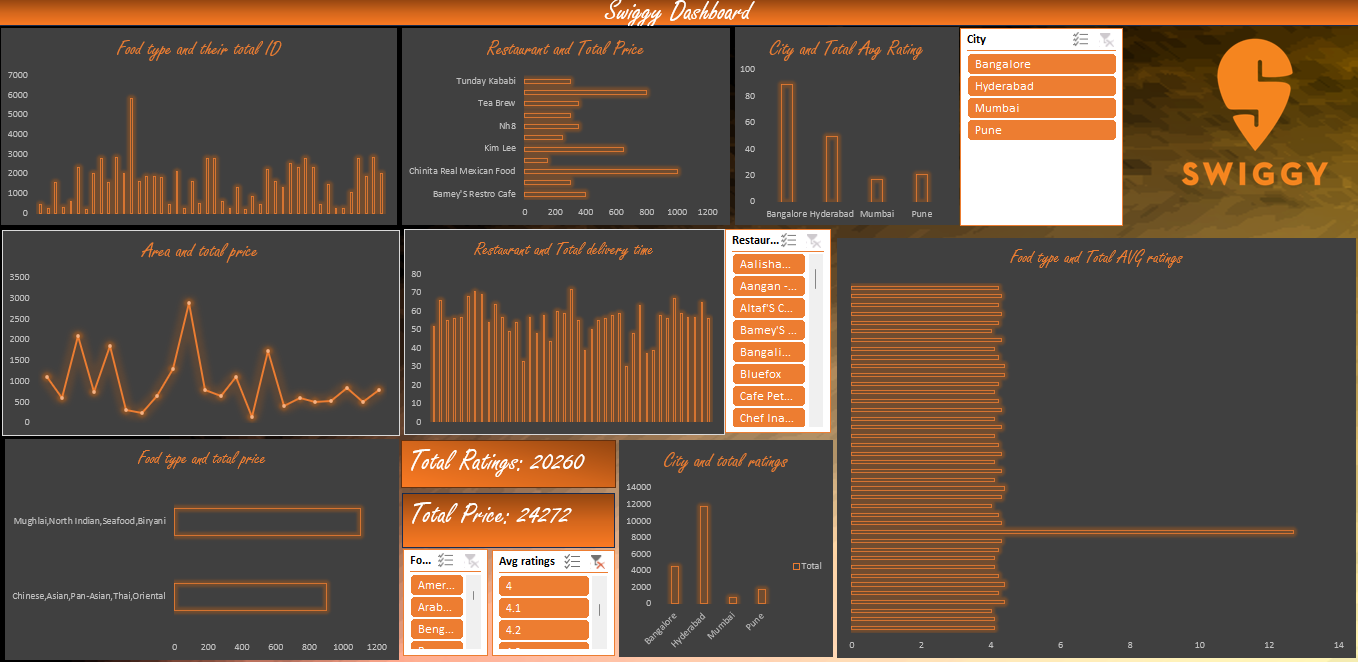 Swiggy Dashboard
Food type and their total ID
7000
6000
5000
4000
3000
2000
1000
0
Restaurant and Total Price
Tunday Kababi
Tea Brew
Nh8
Kim Lee
Chinita Real Mexican Food
Bamey'S Restro Cafe
0 200 400 600 800 1000 1200
City and Total Avg Rating
100
80
60
40
20
0
Bangalore Hyderabad Mumbai Pune
City
Bangalore
Hyderabad
Mumbai
Pune
SWIGGY
Area and total price
3500
3000
2500
2000
1500
1000
500
0
Restaurant and Total delivery time
80
70
60
50
40
30
20
10
0
Restaur...
Aalisha...
Aangan -...
Altaf'S C...
Bamey'S ...
Bangali...
Bluefox
Cafe Pet...
Chef Ina...
Food type and Total AVG ratings
0 2 4 6 8 10 12 14
Food type and total price
Mughlai,North Indian,Seafood,Biryani
Chinese,Asian,Pan-Asian,Thai,Oriental
0 200 400 600 800 1000 1200
Total Ratings: 20260
Total Price: 24272
Fo...
Amer...
Arab...
Beng...
Avg ratings
4
4.1
4.2
City and total ratings
14000
12000
10000
8000
6000
4000
2000
0
Bangalore
Hyderabad
Mumbai
Pune
Total